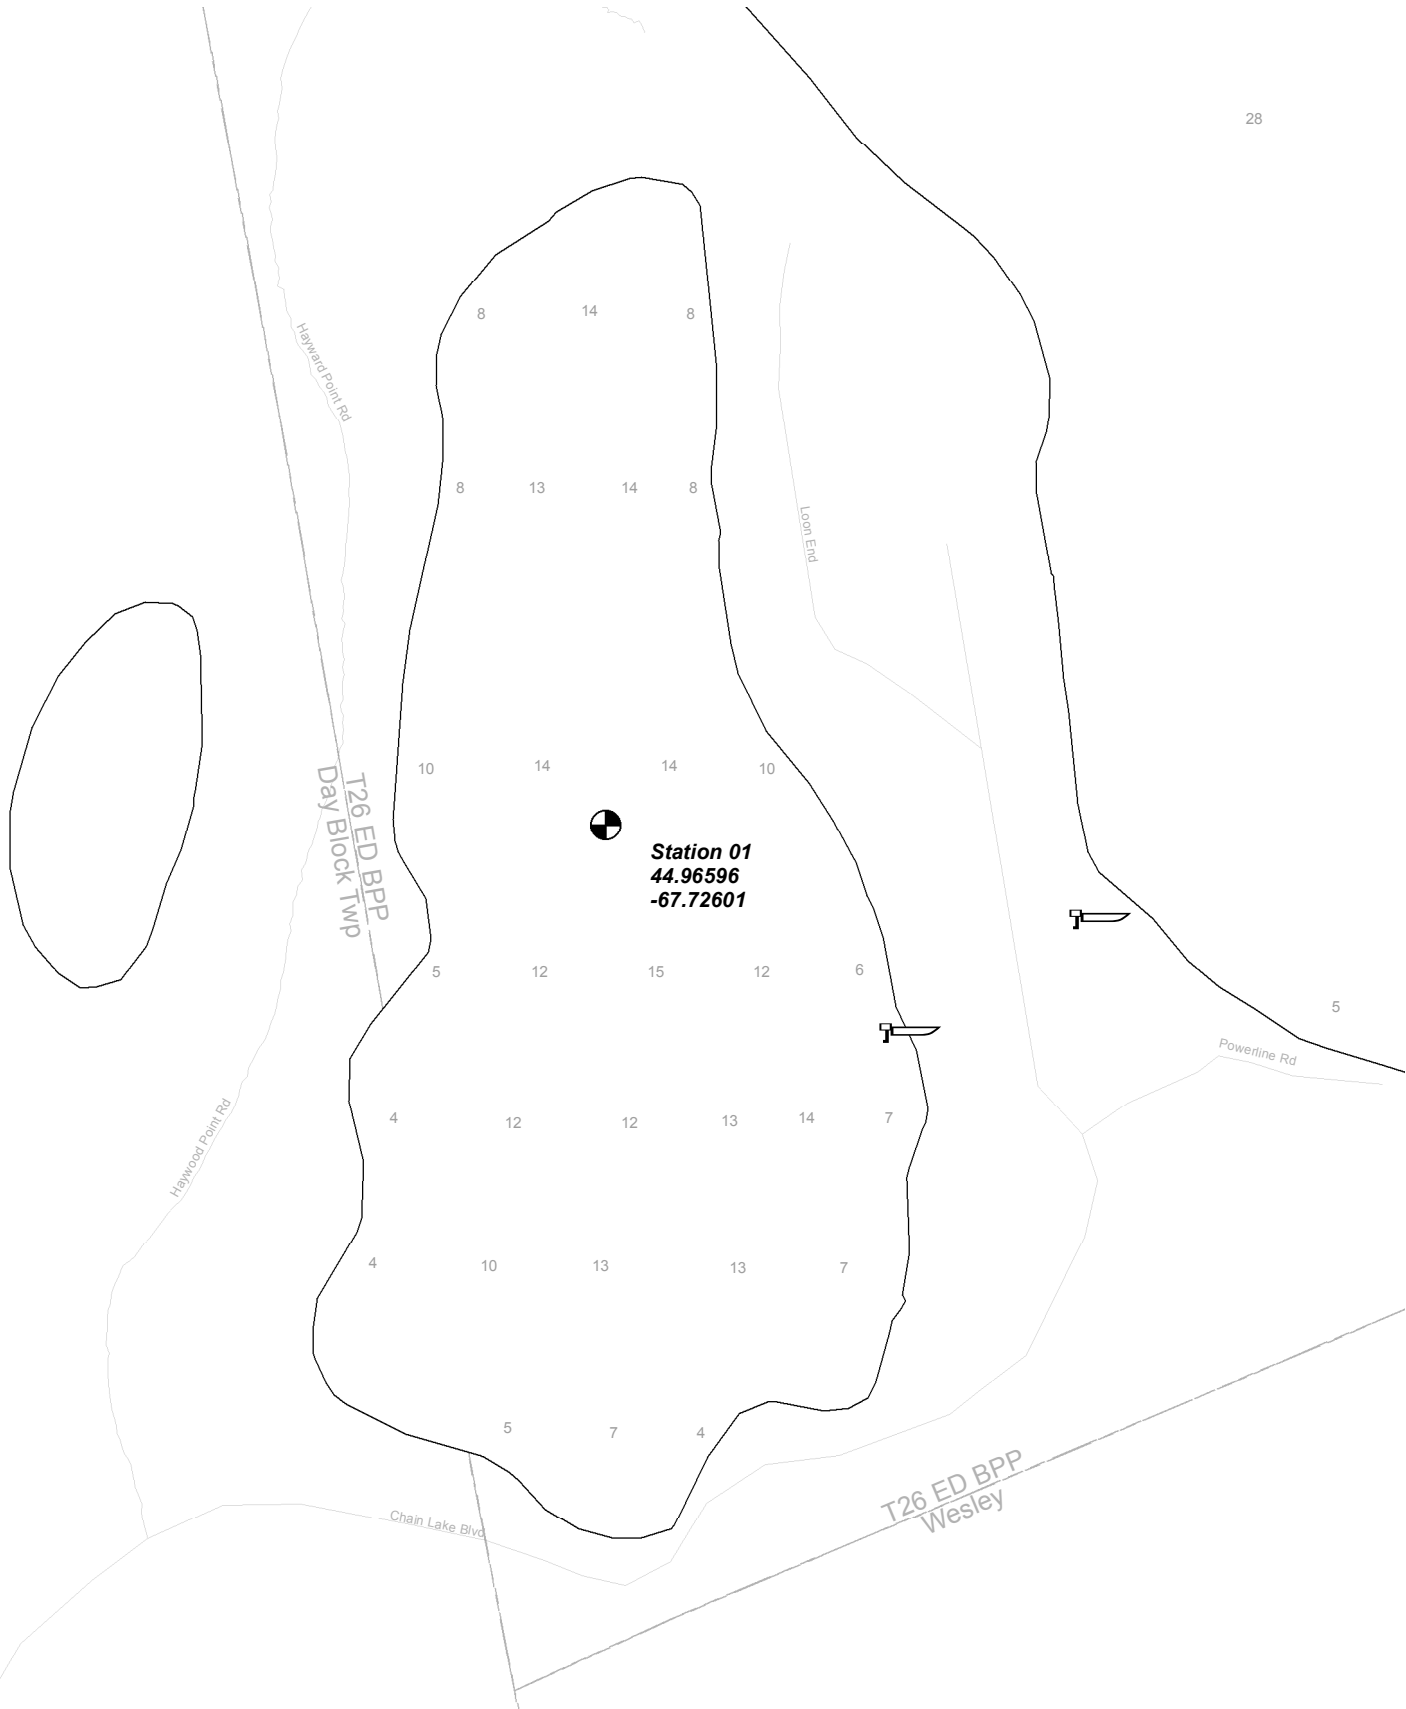 28
8 14 8
Hayward Point Rd
8 13 14 8
Loon End
10 14 14 10
T26 ED BPP
Day Block Twp
Station 01
44.96596
-67.72601
5 12 15 12 6
5
Powerline Rd
4 12 12 13 14 7
Haywood Point Rd
4 10 13 13 7
5 7 4
T26 ED BPP
Wesley
Chain Lake Blvd